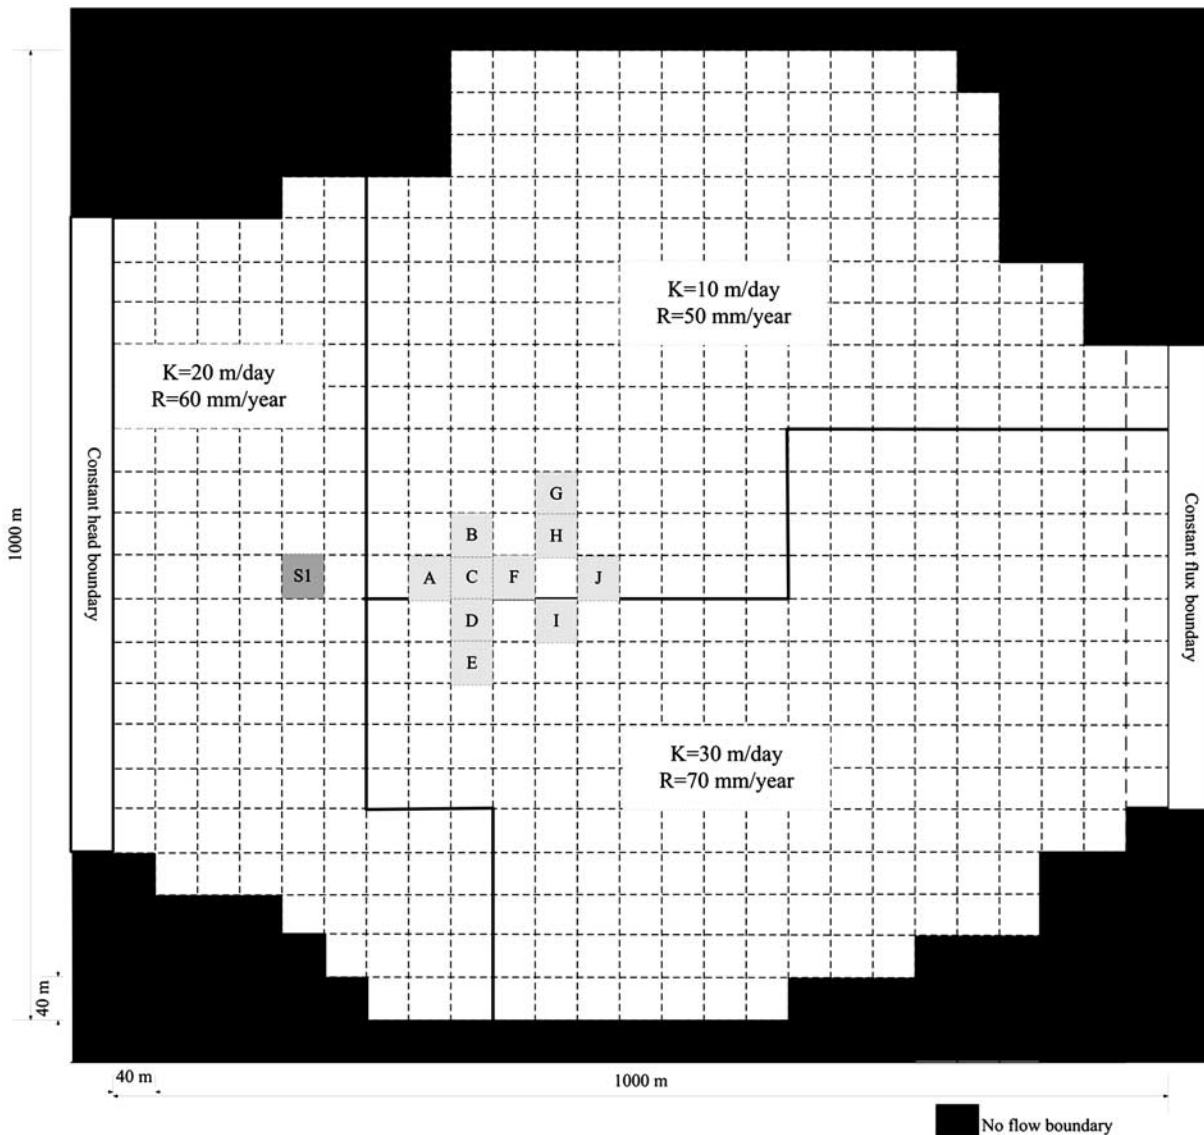 K=10 m/day
R=50 mm/year
K=20 m/day
R=60 mm/year
Constant head boundary
Constant flux boundary
1000 m
G
B
H
S1
A
C
F
J
D
I
E
K=30 m/day
R=70 mm/year
40 m
40 m
1000 m
No flow boundary